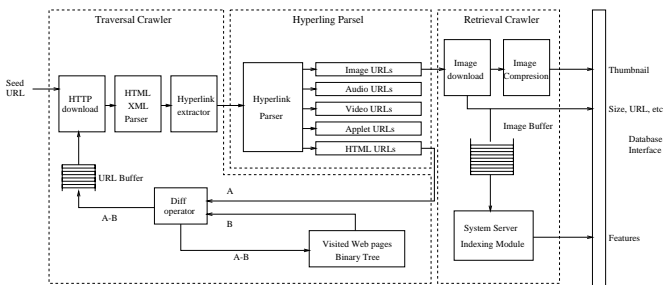 Traversal Crawler
Hyperling Parsel
Retrieval Crawler
Seed
URL
HTTP
download
HTML
XML
Parser
Hyperlink
extractor
Hyperlink
Parser
Image URLs
Audio URLs
Video URLs
Applet URLs
HTML URLs
Image
download
Image
Compresion
Thumbnail
Size, URL, etc
Image Buffer
Database
Interface
URL Buffer
A
Diff
operator
B
A-B
A-B
Visited Web pages
Binary Tree
System Server
Indexing Module
Features